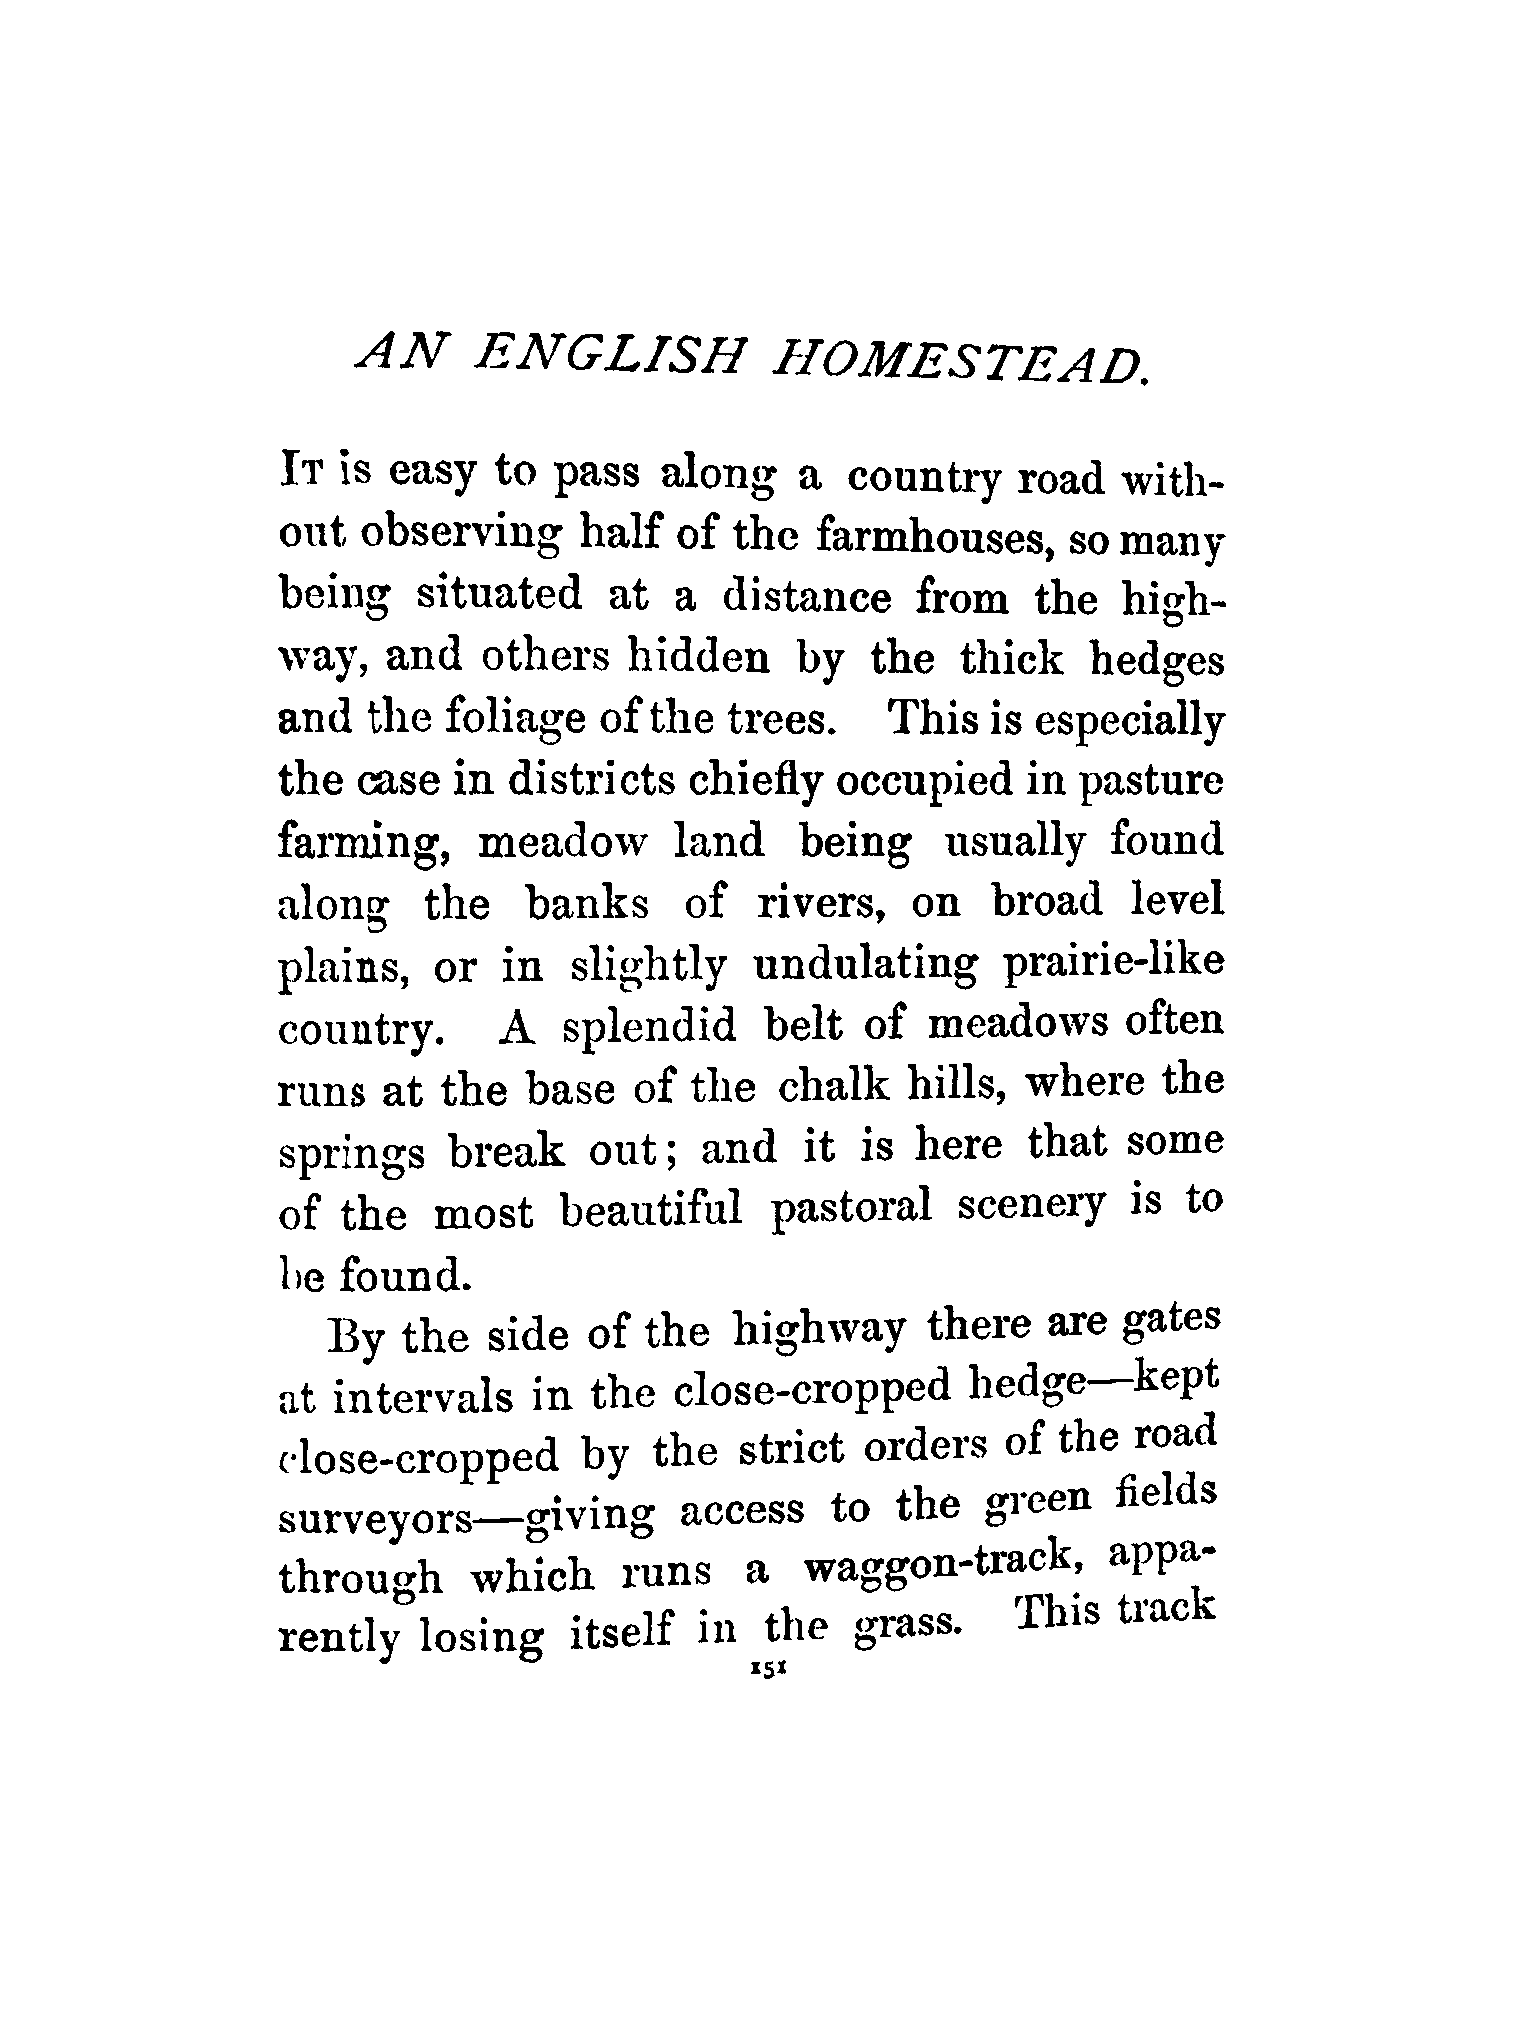 AN ENGLISH HOMESTEAD.
IT is easy to pass along a country road with-
out observing half of the farmhouses, so many
being situated at a distance from the high-
way, and others hidden by the thick hedges
and the foliage of the trees. This is especially
the case in districts chiefly occupied in pasture
farming, meadow land being usually found
along the banks of rivers, on broad level
plains, or in slightly undulating prairie-like
country. A splendid belt of meadows often
runs at the base of the chalk hills, where the
springs break out; and it is here that some
of the most beautiful pastoral scenery is to
be found.
By the side of the highway there are gates
at intervals in the close-cropped hedge—kept
close-cropped by the strict orders of the road
surveyors—giving access to the green fields
through which runs a waggon-track, appa-
rently losing itself in the grass. This track
151